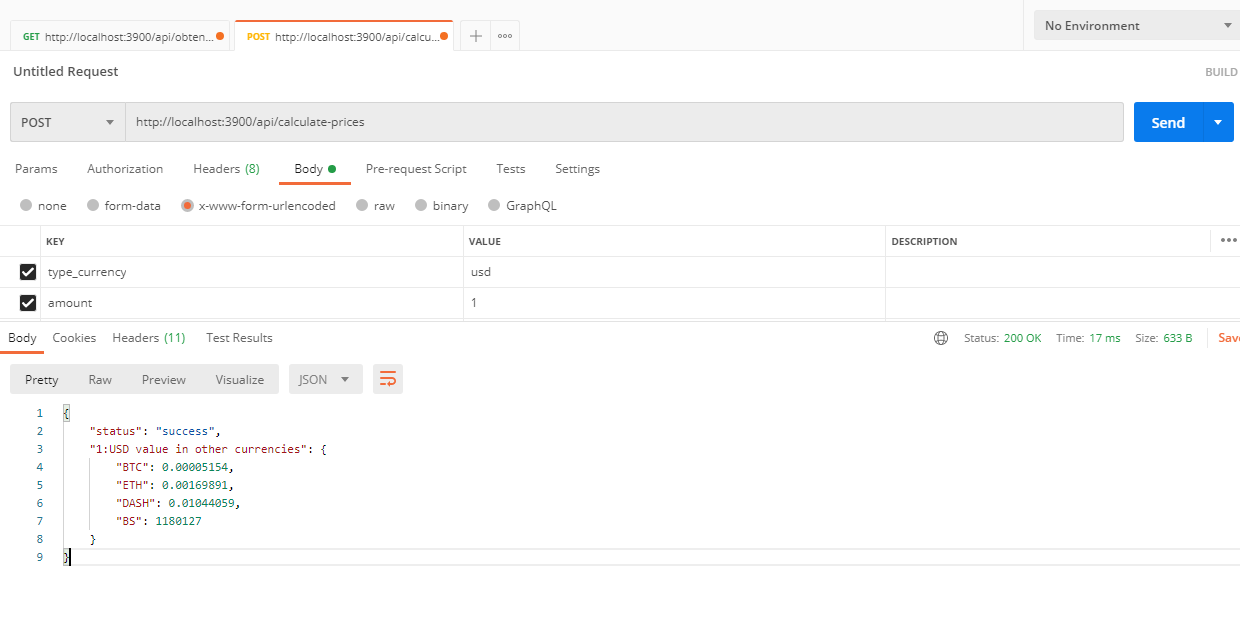 GET http://localhost:3900/api/obten... POST http://localhost:3900/api/calcu... No Environment
Untitled Request BUILD
POST http://localhost:3900/api/calculate-prices Send
Params Authorization Headers (8) Body Pre-request Script Tests Settings
none form-data x-www-form-urlencoded raw binary GraphQL
KEY VALUE DESCRIPTION
type_currency usd
amount 1
Body Cookies Headers (11) Test Results Status: 200 OK Time: 17 ms Size: 633 B Save
Pretty Raw Preview Visualize JSON
1 {
2 "status": "success",
3 "1:USD value in other currencies": {
4 "BTC": 0.00005154,
5 "ETH": 0.00169891,
6 "DASH": 0.01044059,
7 "BS": 1180127
8 }
9 }